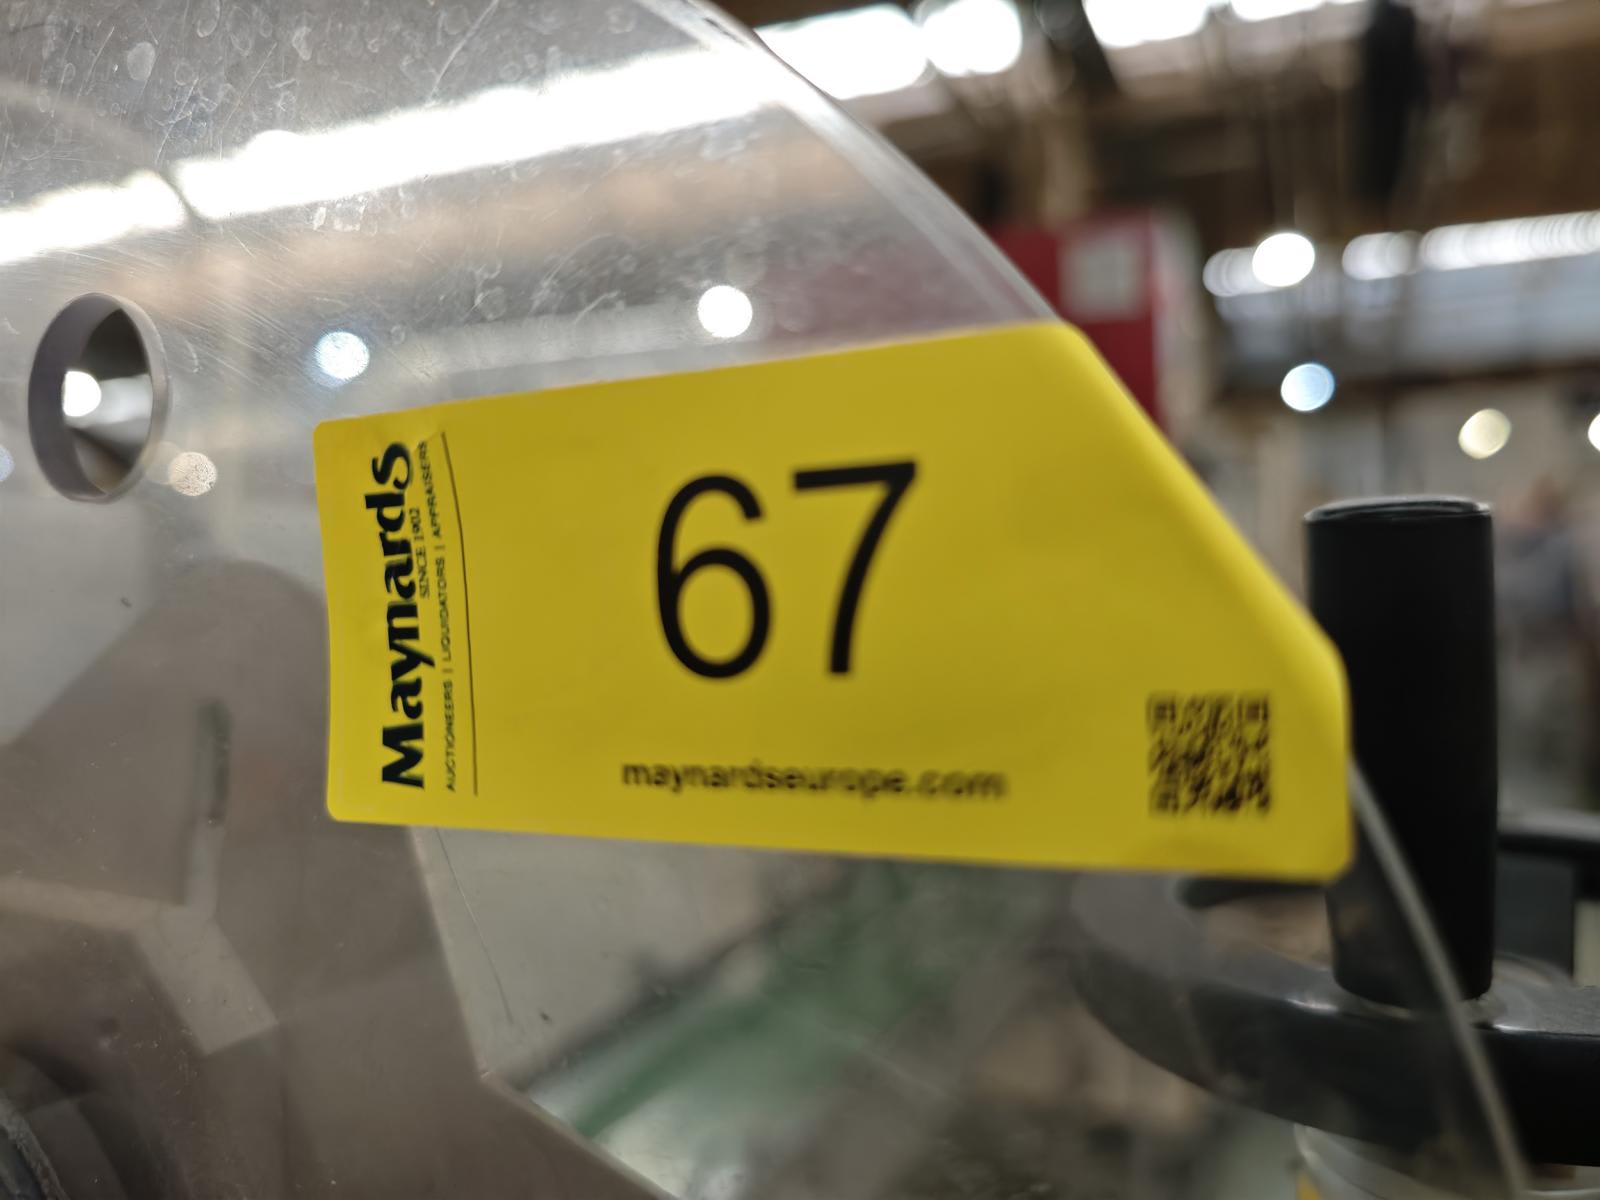 Maynards
SINCE 1902
AUCTIONEERS | LIQUIDATORS | APPRAISERS
67
maynardseurope.com